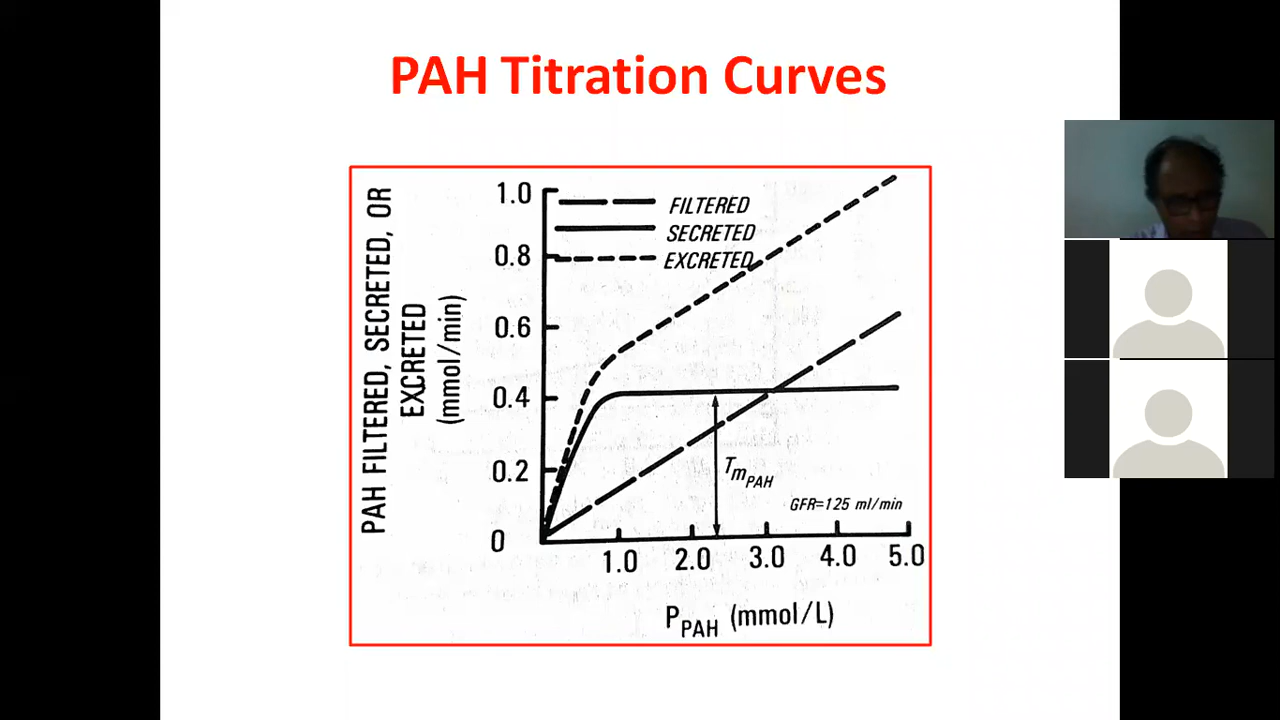 PAH Titration Curves
PAH FILTERED, SECRETED, OR
EXCRETED
(mmol/min)
1.0
0.8
0.6
0.4
0.2
0
FILTERED
SECRETED
EXCRETED
TmPAH
GFR=125 ml/min
1.0 2.0 3.0 4.0 5.0
PPAH (mmol/L)